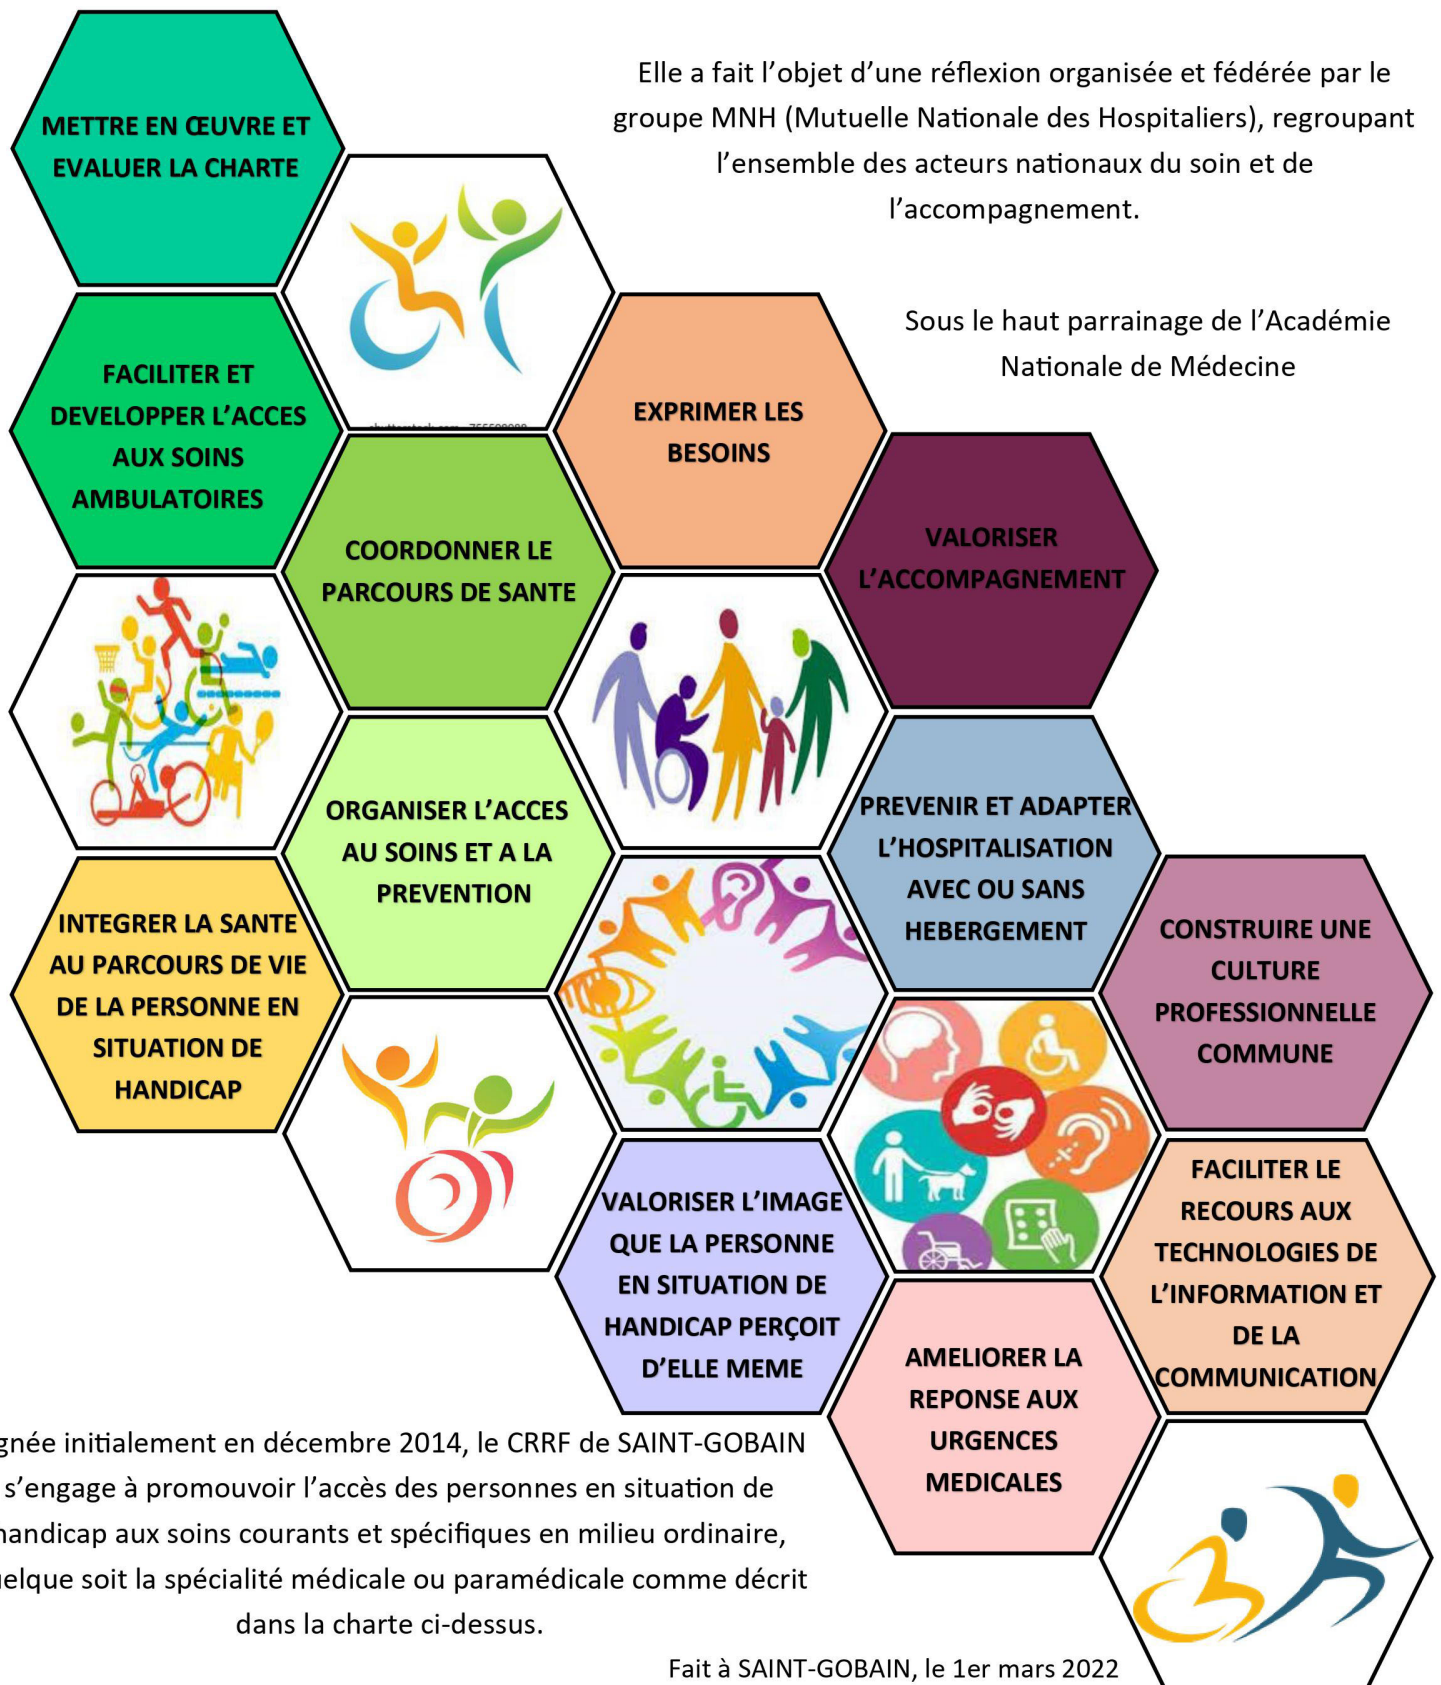 Elle a fait l’objet d’une réflexion organisée et fédérée par le
groupe MNH (Mutuelle Nationale des Hospitaliers), regroupant
l’ensemble des acteurs nationaux du soin et de
l’accompagnement.
Sous le haut parrainage de l’Académie
Nationale de Médecine
METTRE EN ŒUVRE ET
EVALUER LA CHARTE
FACILITER ET
DEVELOPPER L’ACCES
AUX SOINS
AMBULATOIRES
EXPRIMER LES
BESOINS
COORDONNER LE
PARCOURS DE SANTE
VALORISER
L’ACCOMPAGNEMENT
ORGANISER L’ACCES
AU SOINS ET A LA
PREVENTION
PREVENIR ET ADAPTER
L’HOSPITALISATION
AVEC OU SANS
HEBERGEMENT
INTEGRER LA SANTE
AU PARCOURS DE VIE
DE LA PERSONNE EN
SITUATION DE
HANDICAP
CONSTRUIRE UNE
CULTURE
PROFESSIONNELLE
COMMUNE
VALORISER L’IMAGE
QUE LA PERSONNE
EN SITUATION DE
HANDICAP PERÇOIT
D’ELLE MEME
FACILITER LE
RECOURS AUX
TECHNOLOGIES DE
L’INFORMATION ET
DE LA
COMMUNICATION
AMELIORER LA
REPONSE AUX
URGENCES
MEDICALES
gnée initialement en décembre 2014, le CRRF de SAINT-GOBAIN
s’engage à promouvoir l’accès des personnes en situation de
handicap aux soins courants et spécifiques en milieu ordinaire,
uelque soit la spécialité médicale ou paramédicale comme décrit
dans la charte ci-dessus.
Fait à SAINT-GOBAIN, le 1er mars 2022